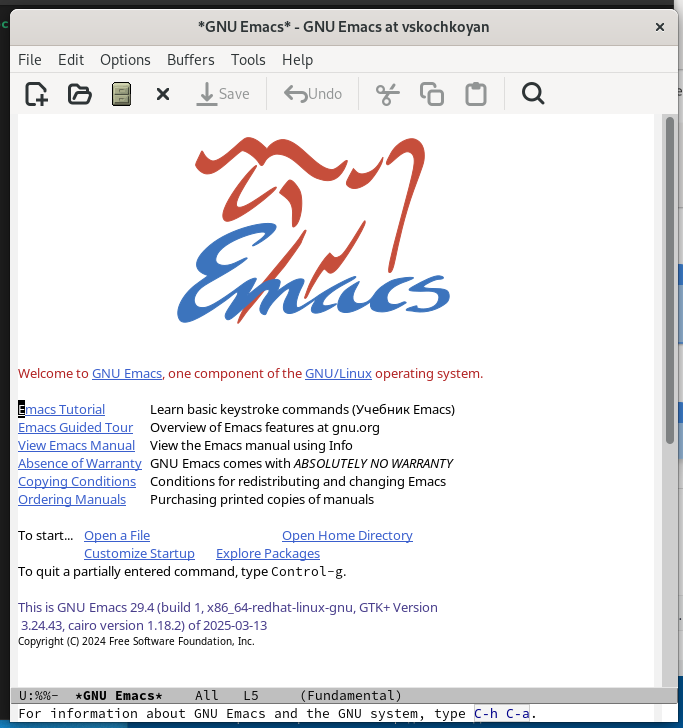 *GNU Emacs* - GNU Emacs at vskochkoyan
File Edit Options Buffers Tools Help
Save Undo
Emacs
Welcome to GNU Emacs, one component of the GNU/Linux operating system.
Emacs Tutorial Learn basic keystroke commands (Учебник Emacs)
Emacs Guided Tour Overview of Emacs features at gnu.org
View Emacs Manual View the Emacs manual using Info
Absence of Warranty GNU Emacs comes with ABSOLUTELY NO WARRANTY
Copying Conditions Conditions for redistributing and changing Emacs
Ordering Manuals Purchasing printed copies of manuals
To start... Open a File Open Home Directory
Customize Startup Explore Packages
To quit a partially entered command, type Control-g.
This is GNU Emacs 29.4 (build 1, x86_64-redhat-linux-gnu, GTK+ Version
3.24.43, cairo version 1.18.2) of 2025-03-13
Copyright (C) 2024 Free Software Foundation, Inc.
U:%%- *GNU Emacs* All L5 (Fundamental)
For information about GNU Emacs and the GNU system, type C-h C-a.